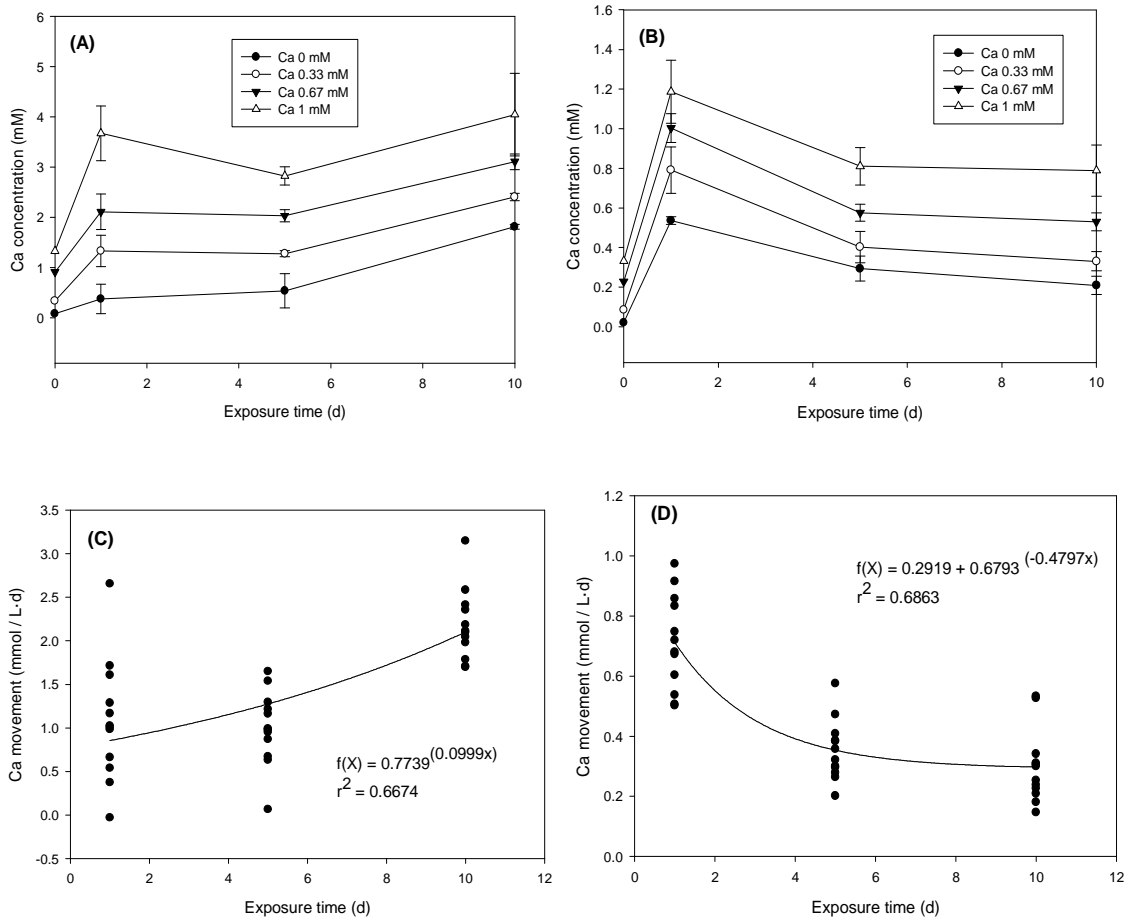 (A)
Ca 0 mM
Ca 0.33 mM
Ca 0.67 mM
Ca 1 mM
Ca concentration (mM)
6
5
4
3
2
1
0
0 2 4 6 8 10
Exposure time (d)
(B)
Ca 0 mM
Ca 0.33 mM
Ca 0.67 mM
Ca 1 mM
Ca concentration (mM)
1.6
1.4
1.2
1.0
0.8
0.6
0.4
0.2
0.0
0 2 4 6 8 10
Exposure time (d)
(C)
Ca movement (mmol / L·d)
3.5
3.0
2.5
2.0
1.5
1.0
0.5
0.0
-0.5
f(X) = 0.7739(0.0999x)
r2 = 0.6674
0 2 4 6 8 10 12
Exposure time (d)
(D)
Ca movement (mmol / L·d)
1.2
1.0
0.8
0.6
0.4
0.2
0.0
f(X) = 0.2919 + 0.6793 (-0.4797x)
r2 = 0.6863
0 2 4 6 8 10 12
Exposure time (d)